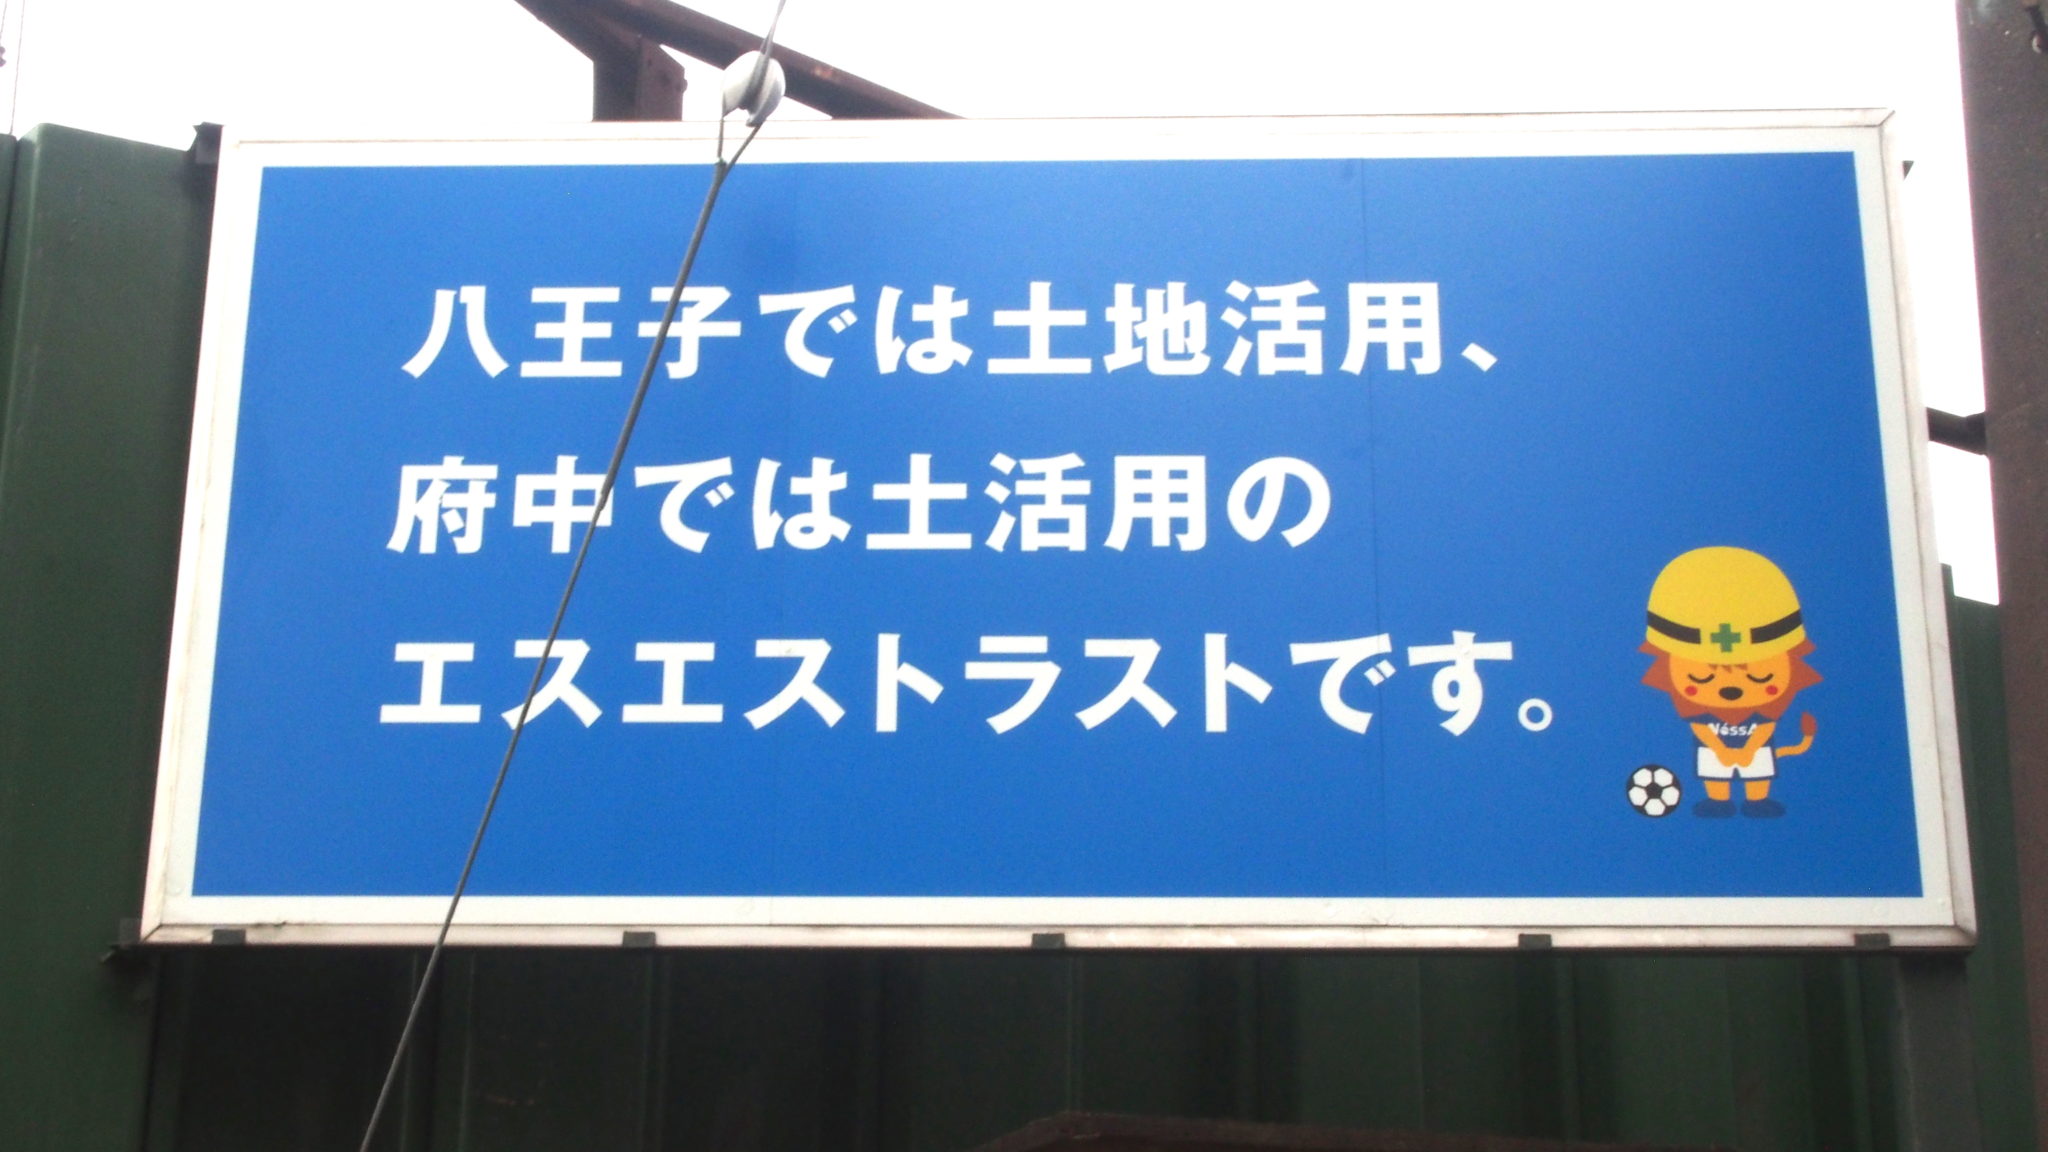 八王子では土地活用、
府中では土活用の
エスエストラストです。